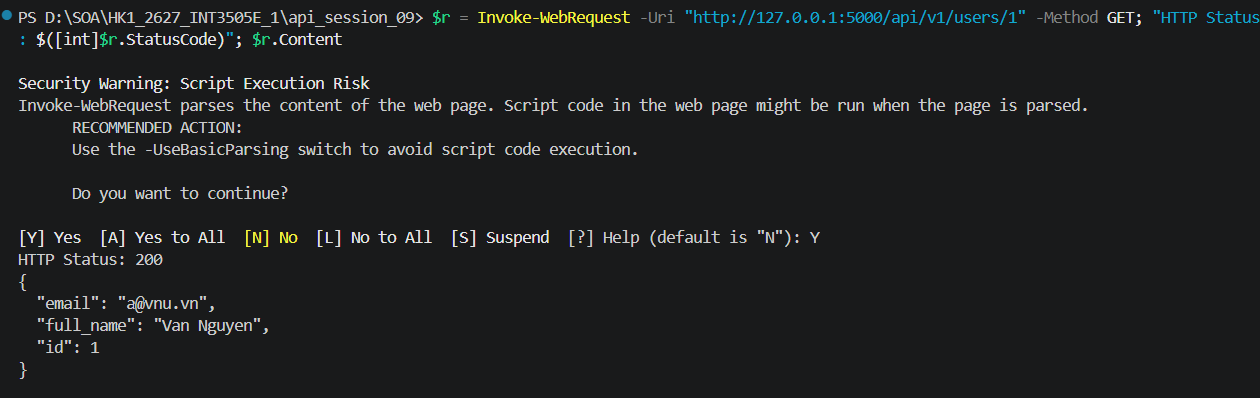 PS D:\SOA\HK1_2627_INT3505E_1\api_session_09> $r = Invoke-WebRequest -Uri "http://127.0.0.1:5000/api/v1/users/1" -Method GET; "HTTP Status
: $([int]$r.StatusCode)"; $r.Content
Security Warning: Script Execution Risk
Invoke-WebRequest parses the content of the web page. Script code in the web page might be run when the page is parsed.
RECOMMENDED ACTION:
Use the -UseBasicParsing switch to avoid script code execution.
Do you want to continue?
[Y] Yes  [A] Yes to All  [N] No  [L] No to All  [S] Suspend  [?] Help (default is "N"): Y
HTTP Status: 200
{
  "email": "a@vnu.vn",
  "full_name": "Van Nguyen",
  "id": 1
}